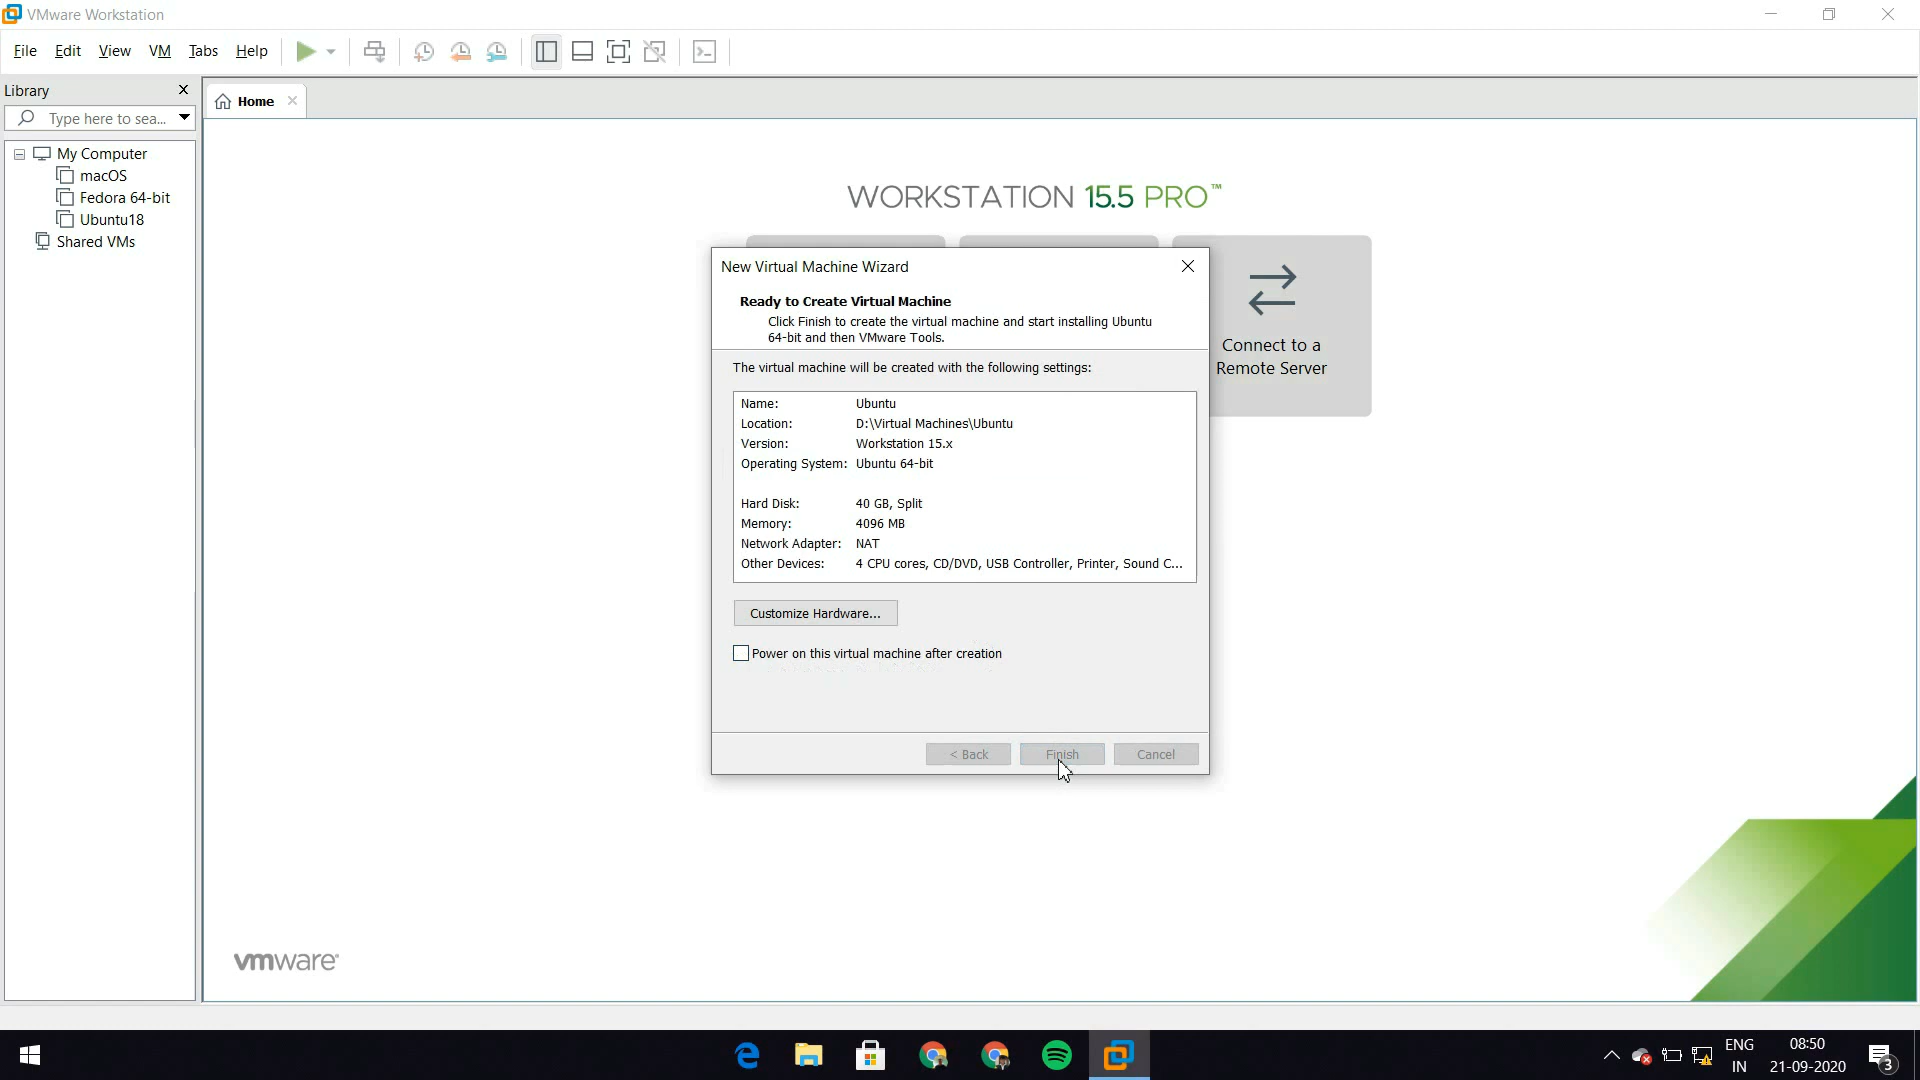 VMware Workstation
File Edit View VM Tabs Help
Library
Type here to sea...
My Computer
macOS
Fedora 64-bit
Ubuntu18
Shared VMs
Home
WORKSTATION 15.5 PRO™
Connect to a
Remote Server
New Virtual Machine Wizard
Ready to Create Virtual Machine
Click Finish to create the virtual machine and start installing Ubuntu
64-bit and then VMware Tools.
The virtual machine will be created with the following settings:
Name: Ubuntu
Location: D:\Virtual Machines\Ubuntu
Version: Workstation 15.x
Operating System: Ubuntu 64-bit
Hard Disk: 40 GB, Split
Memory: 4096 MB
Network Adapter: NAT
Other Devices: 4 CPU cores, CD/DVD, USB Controller, Printer, Sound C...
Customize Hardware...
Power on this virtual machine after creation
< Back Finish Cancel
vmware®
ENG
IN
08:50
21-09-2020
3